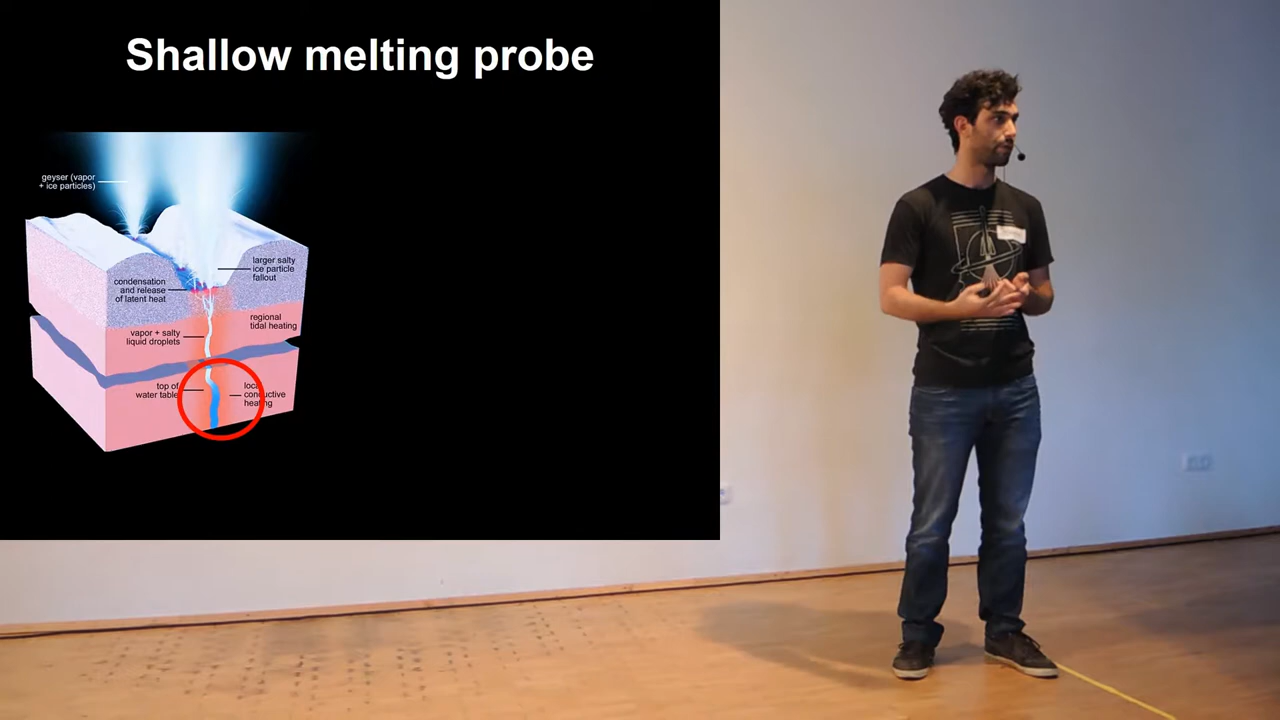 Shallow melting probe
geyser (vapor
+ ice particles)
larger salty
ice particle
fallout
condensation
and release
of latent heat
regional
tidal heating
vapor + salty
liquid droplets
top of
water table
local
conductive
heating